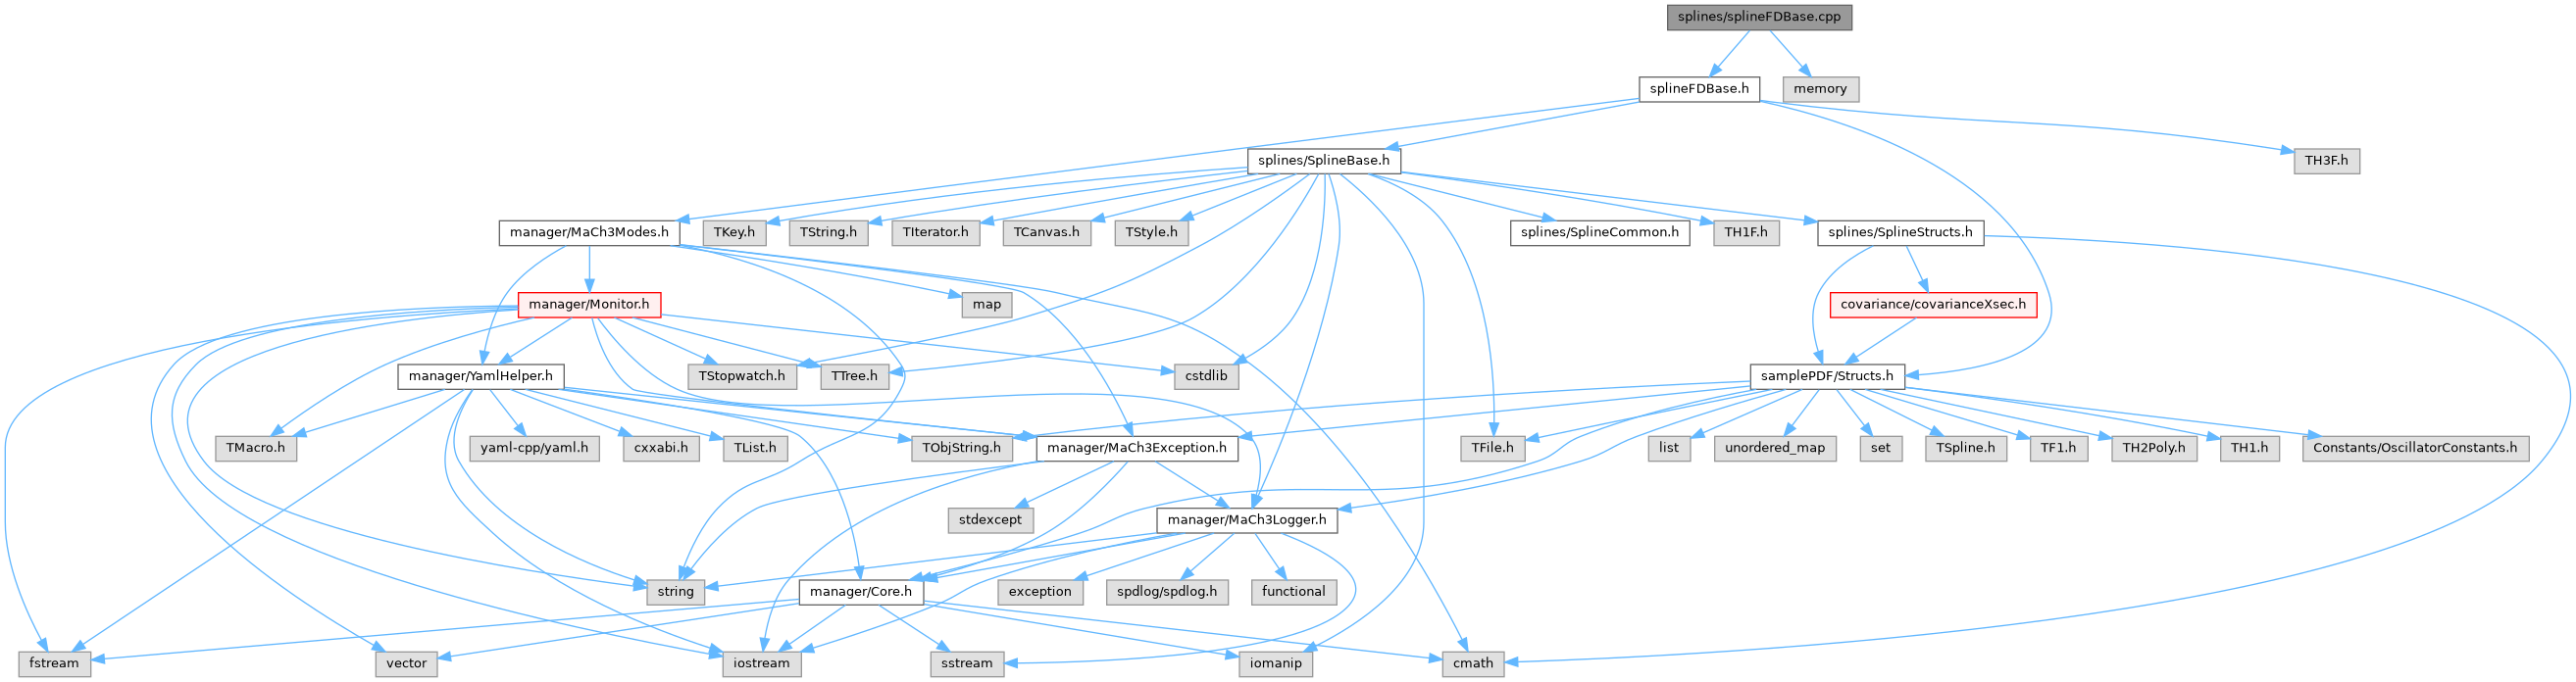 splines/splineFDBase.cpp
splineFDBase.h
memory
splines/SplineBase.h
TH3F.h
manager/MaCh3Modes.h
TKey.h
TString.h
TIterator.h
TCanvas.h
TStyle.h
splines/SplineCommon.h
TH1F.h
splines/SplineStructs.h
manager/Monitor.h
map
covariance/covarianceXsec.h
manager/YamlHelper.h
TStopwatch.h
TTree.h
cstdlib
samplePDF/Structs.h
TMacro.h
yaml-cpp/yaml.h
cxxabi.h
TList.h
TObjString.h
manager/MaCh3Exception.h
TFile.h
list
unordered_map
set
TSpline.h
TF1.h
TH2Poly.h
TH1.h
Constants/OscillatorConstants.h
stdexcept
manager/MaCh3Logger.h
string
manager/Core.h
exception
spdlog/spdlog.h
functional
fstream
vector
iostream
sstream
iomanip
cmath